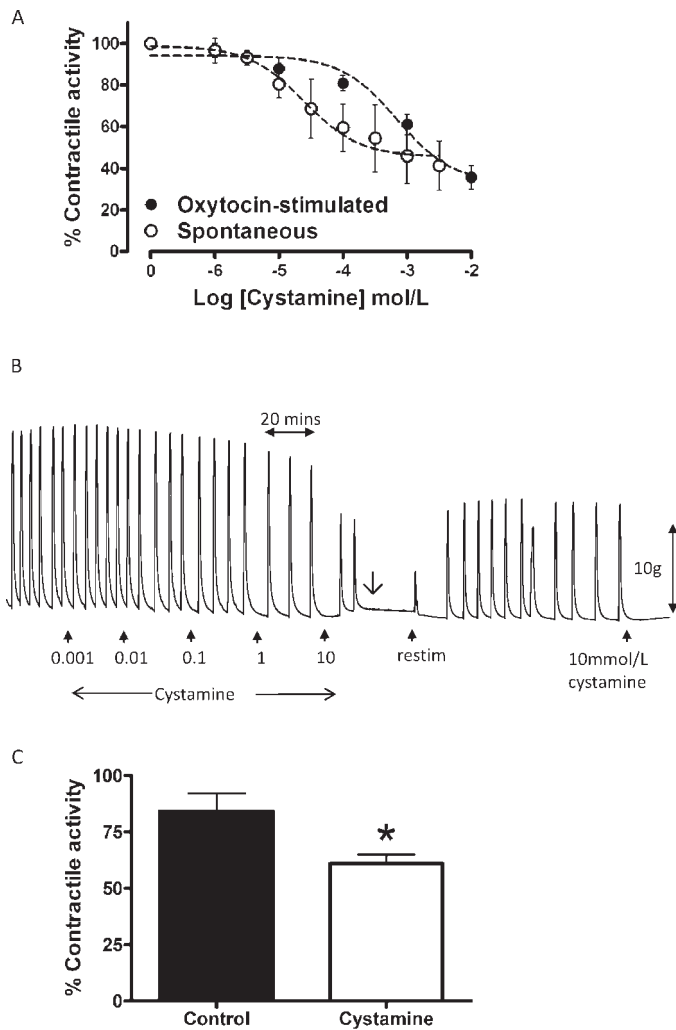 A
% Contractile activity
100
80
60
40
20
0
Oxytocin-stimulated
Spontaneous
0 -6 -5 -4 -3 -2
Log [Cystamine] mol/L
B
20 mins
10g
0.001 0.01 0.1 1 10 restim 10mmol/L
cystamine
Cystamine
C
% Contractile activity
100
75
50
25
0
*
Control Cystamine